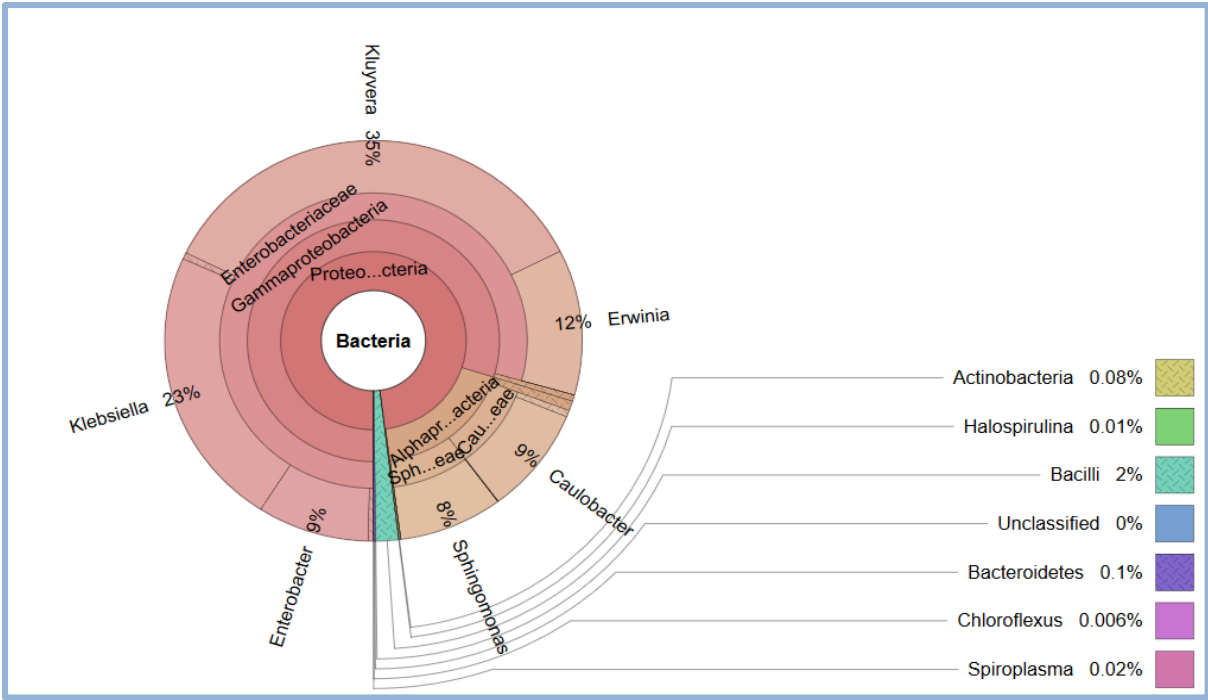 Kluyvera 35%
Enterobacteriaceae
Gammaproteobacteria
Proteo...cteria
Bacteria
12% Erwinia
Klebsiella 23%
Alphapr...acteria
Cau...eae
Sph...eae
9% Caulobacter
8% Sphingomonas
Enterobacter 9%
Actinobacteria 0.08%
Halospirulina 0.01%
Bacilli 2%
Unclassified 0%
Bacteroidetes 0.1%
Chloroflexus 0.006%
Spiroplasma 0.02%